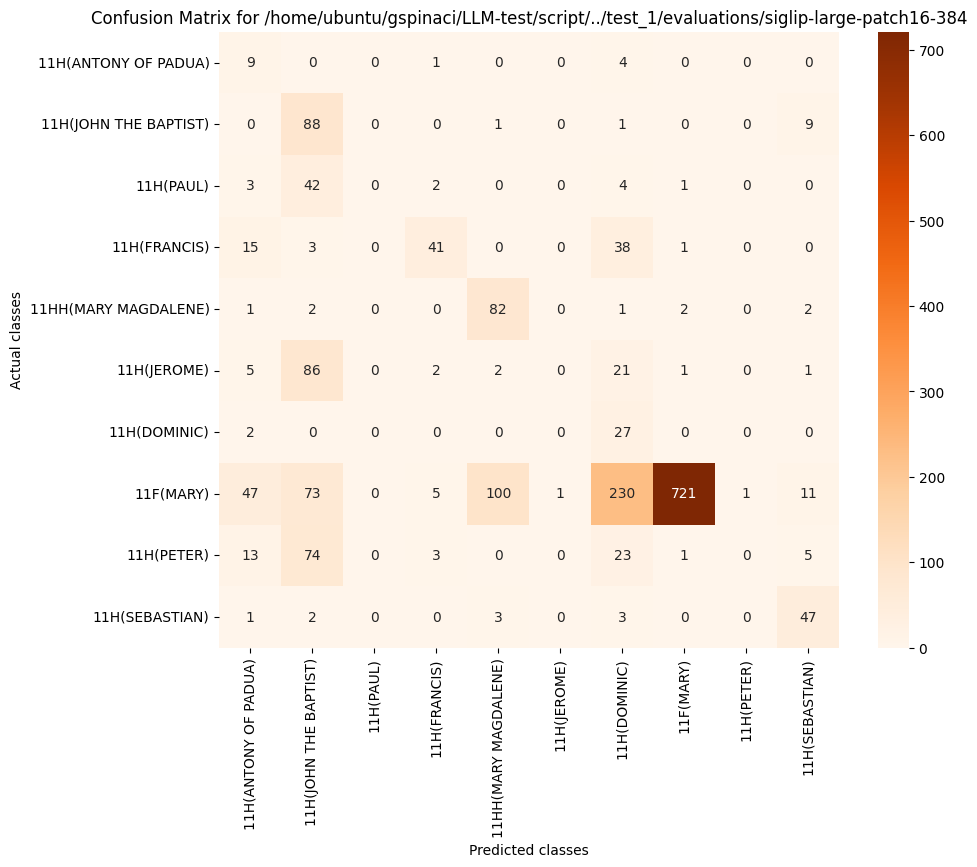 Confusion Matrix for /home/ubuntu/gspinaci/LLM-test/script/../test_1/evaluations/siglip-large-patch16-384
11H(ANTONY OF PADUA) 9 0 0 1 0 0 4 0 0 0
11H(JOHN THE BAPTIST) 0 88 0 0 1 0 1 0 0 9
11H(PAUL) 3 42 0 2 0 0 4 1 0 0
11H(FRANCIS) 15 3 0 41 0 0 38 1 0 0
11HH(MARY MAGDALENE) 1 2 0 0 82 0 1 2 0 2
11H(JEROME) 5 86 0 2 2 0 21 1 0 1
11H(DOMINIC) 2 0 0 0 0 0 27 0 0 0
11F(MARY) 47 73 0 5 100 1 230 721 1 11
11H(PETER) 13 74 0 3 0 0 23 1 0 5
11H(SEBASTIAN) 1 2 0 0 3 0 3 0 0 47
Actual classes
11H(ANTONY OF PADUA)
11H(JOHN THE BAPTIST)
11H(PAUL)
11H(FRANCIS)
11HH(MARY MAGDALENE)
11H(JEROME)
11H(DOMINIC)
11F(MARY)
11H(PETER)
11H(SEBASTIAN)
Predicted classes
700
600
500
400
300
200
100
0